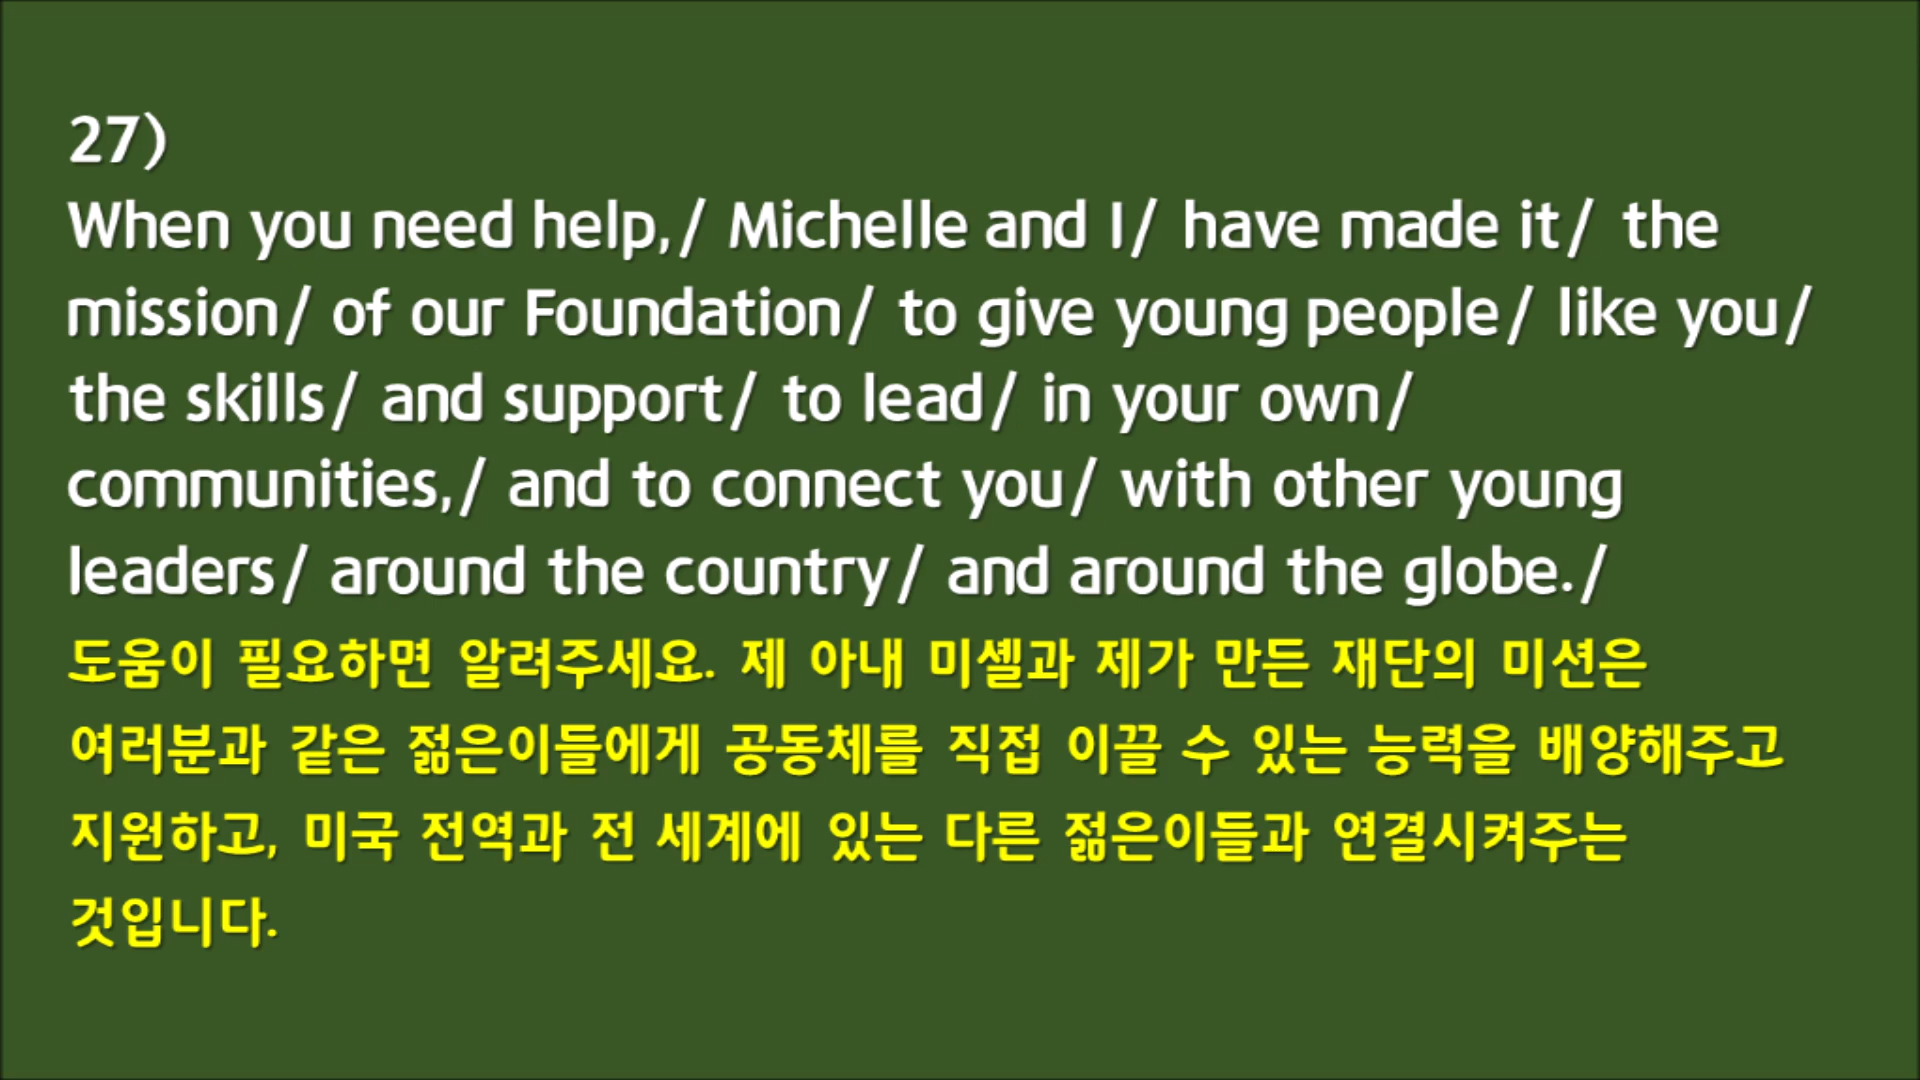 27)
When you need help,/ Michelle and I/ have made it/ the
mission/ of our Foundation/ to give young people/ like you/
the skills/ and support/ to lead/ in your own/
communities,/ and to connect you/ with other young
leaders/ around the country/ and around the globe./
도움이 필요하면 알려주세요. 제 아내 미셸과 제가 만든 재단의 미션은
여러분과 같은 젊은이들에게 공동체를 직접 이끌 수 있는 능력을 배양해주고
지원하고, 미국 전역과 전 세계에 있는 다른 젊은이들과 연결시켜주는
것입니다.